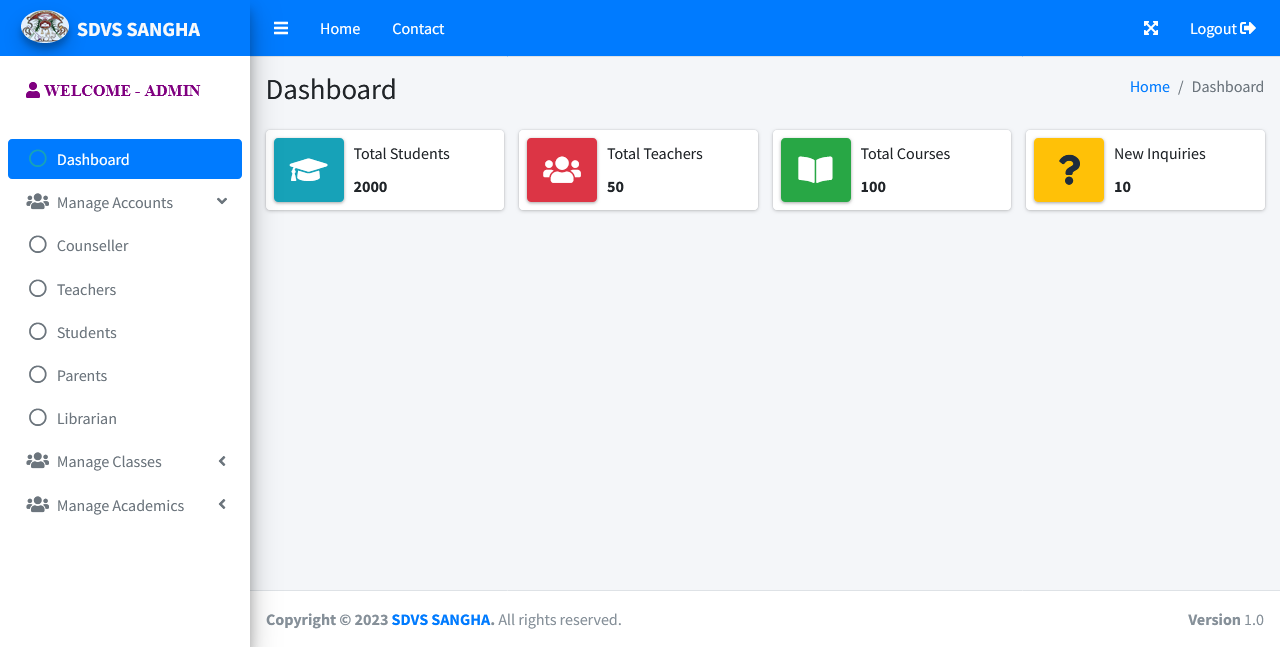 SDVS SANGHA
Home
Contact
Logout
WELCOME - ADMIN
Dashboard
Manage Accounts
Counseller
Teachers
Students
Parents
Librarian
Manage Classes
Manage Academics
Dashboard
Home / Dashboard
Total Students
2000
Total Teachers
50
Total Courses
100
New Inquiries
10
Copyright © 2023 SDVS SANGHA. All rights reserved.
Version 1.0